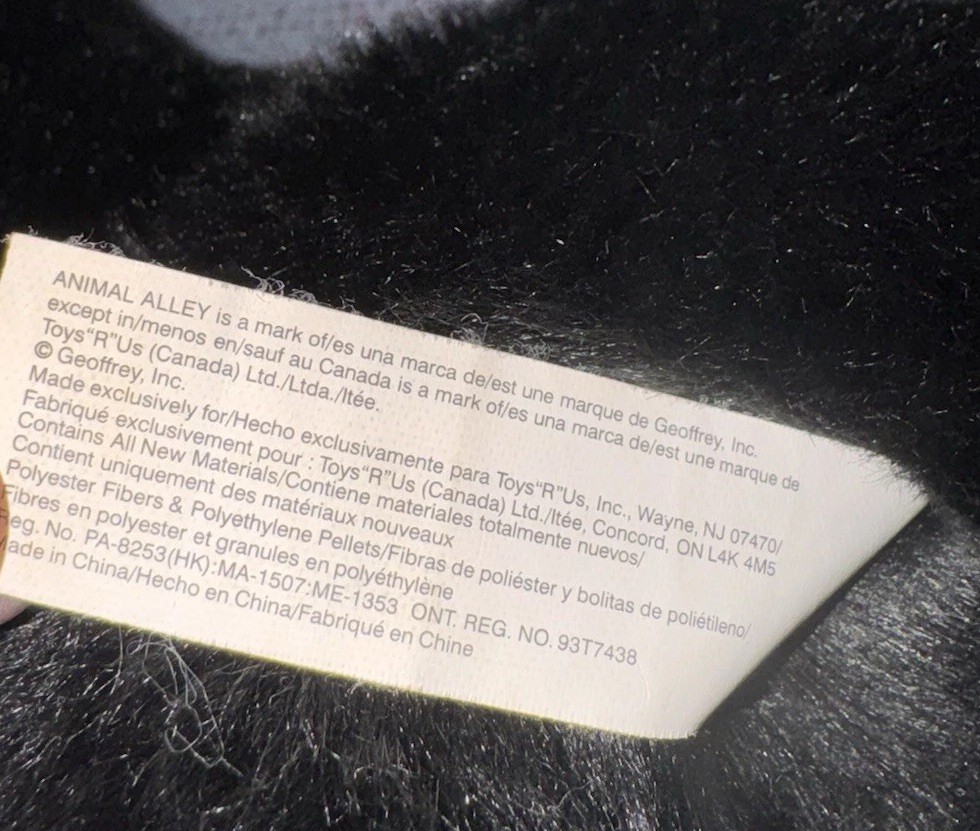 ANIMAL ALLEY is a mark of/es una marca de/est une marque de Geoffrey, Inc.
except in/menos en/sauf au Canada is a mark of/es una marca de/est une marque de
Toys“R”Us (Canada) Ltd./Ltda./ltée.
© Geoffrey, Inc.
Made exclusively for/Hecho exclusivamente para Toys“R”Us, Inc., Wayne, NJ 07470/
Fabriqué exclusivement pour : Toys“R”Us (Canada) Ltd./ltée, Concord, ON L4K 4M5
Contains All New Materials/Contiene materiales totalmente nuevos/
Contient uniquement des matériaux nouveaux
Polyester Fibers & Polyethylene Pellets/Fibras de poliéster y bolitas de poliétileno/
Fibres en polyester et granules en polyéthylène
eg. No. PA-8253(HK):MA-1507:ME-1353 ONT. REG. NO. 93T7438
ade in China/Hecho en China/Fabriqué en Chine